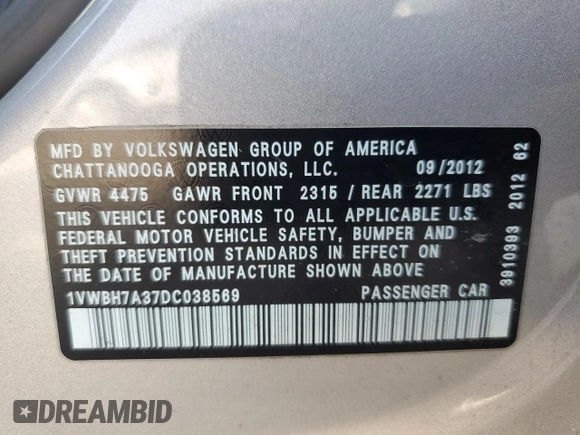 MFD BY VOLKSWAGEN GROUP OF AMERICA
CHATTANOOGA OPERATIONS, LLC. 09/2012
GVWR 4475 GAWR FRONT 2315/REAR 2271 LBS
THIS VEHICLE CONFORMS TO ALL APPLICABLE U.S.
FEDERAL MOTOR VEHICLE SAFETY, BUMPER AND
THEFT PREVENTION STANDARDS IN EFFECT ON
THE DATE OF MANUFACTURE SHOWN ABOVE
1VWBH7A37DC038569 PASSENGER CAR
3910393 2012 62
DREAMBID